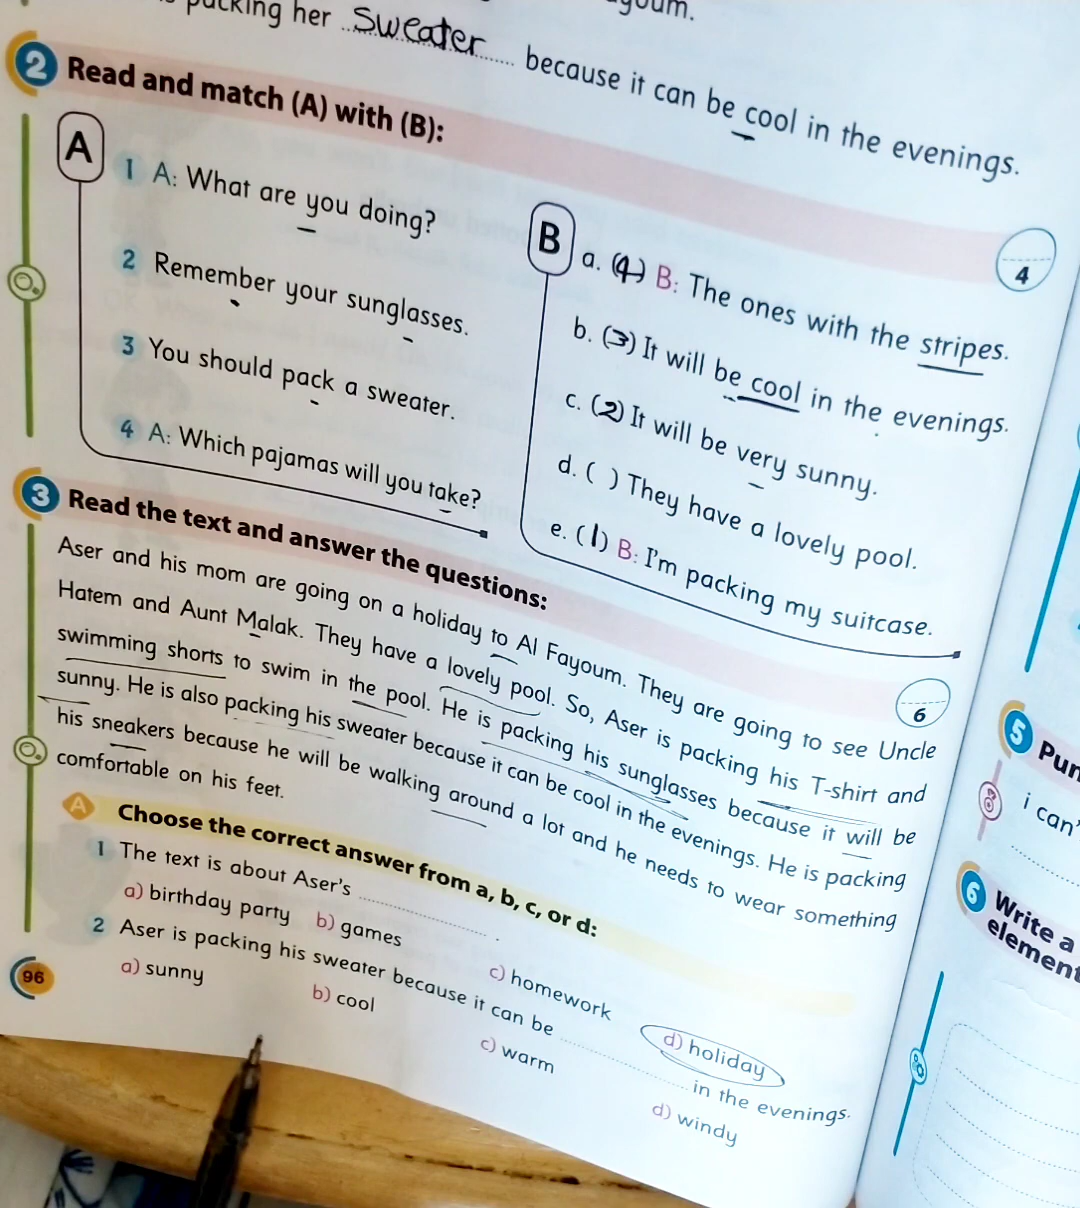 youm.
packing her Sweater because it can be cool in the evenings.
2 Read and match (A) with (B):
A
1 A: What are you doing?
2 Remember your sunglasses.
3 You should pack a sweater.
4 A: Which pajamas will you take?
B
4
a. (4) B: The ones with the stripes.
b. (3) It will be cool in the evenings.
c. (2) It will be very sunny.
d. ( ) They have a lovely pool.
e. (1) B: I'm packing my suitcase.
3 Read the text and answer the questions:
6
Aser and his mom are going on a holiday to Al Fayoum. They are going to see Uncle
Hatem and Aunt Malak. They have a lovely pool. So, Aser is packing his T-shirt and
swimming shorts to swim in the pool. He is packing his sunglasses because it will be
sunny. He is also packing his sweater because it can be cool in the evenings. He is packing
his sneakers because he will be walking around a lot and he needs to wear something
comfortable on his feet.
A Choose the correct answer from a, b, c, or d:
1 The text is about Aser's .................... .
a) birthday party b) games c) homework d) holiday
2 Aser is packing his sweater because it can be .................... in the evenings.
a) sunny b) cool c) warm d) windy
96
5 Pun
i can'
6 Write a
element